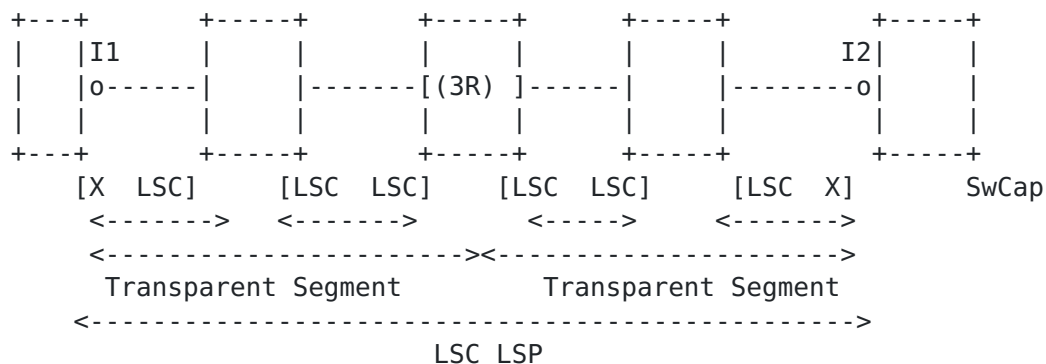 +---+ +-----+ +-----+ +-----+ +-----+
| |I1 | | | | | | I2| |
| |o------| |-------[(3R) ]------| |--------o| |
| | | | | | | | | |
+---+ +-----+ +-----+ +-----+ +-----+
[X LSC] [LSC LSC] [LSC LSC] [LSC X] SwCap
<-------> <-------> <-----> <------->
<-----------------------><----------------------->
Transparent Segment Transparent Segment
<------------------------------------------------->
LSC LSP